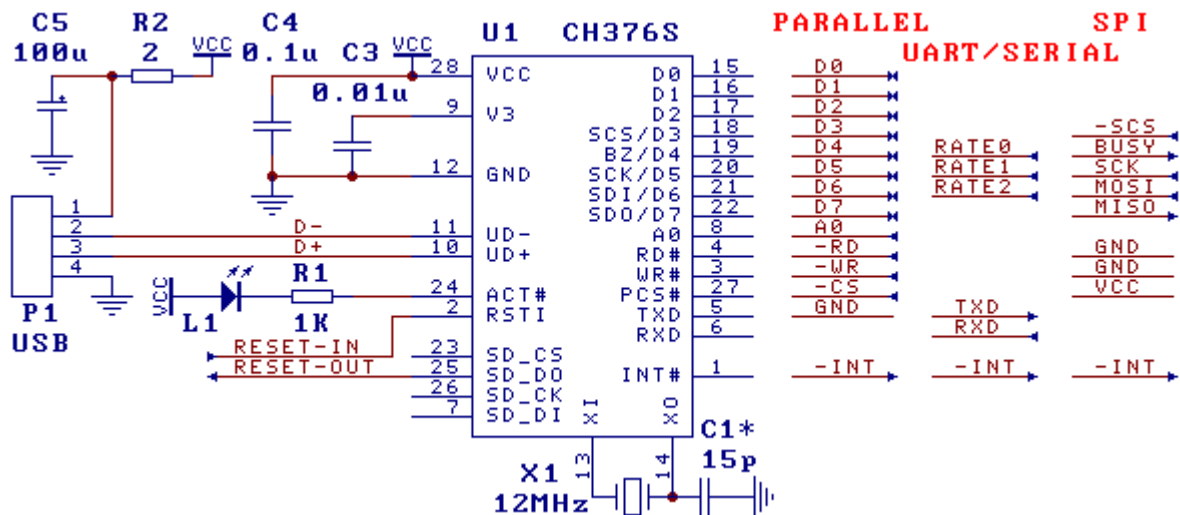 C5 R2 C4 U1 CH376S PARALLEL SPI
100u 2 VCC 0.1u C3 VCC UART/SERIAL
0.01u
28 VCC D0 15 D0
D1 16 D1
9 V3 D2 17 D2
SCS/D3 18 D3 -SCS
BZ/D4 19 D4 RATE0 BUSY
12 GND SCK/D5 20 D5 RATE1 SCK
SDI/D6 21 D6 RATE2 MOSI
1 SDO/D7 22 D7 MISO
2 D- 11 UD- A0 8 A0
3 D+ 10 UD+ RD# 4 -RD GND
4 R1 WR# 3 -WR GND
VCC 24 ACT# PCS# 27 -CS VCC
P1 L1 1K 2 RSTI TXD 5 GND TXD
USB RXD 6 RXD
RESET-IN 23 SD_CS
RESET-OUT 25 SD_DO INT# 1 -INT -INT -INT
26 SD_CK
7 SD_DI XI XO
C1*
13 14 15p
X1
12MHz